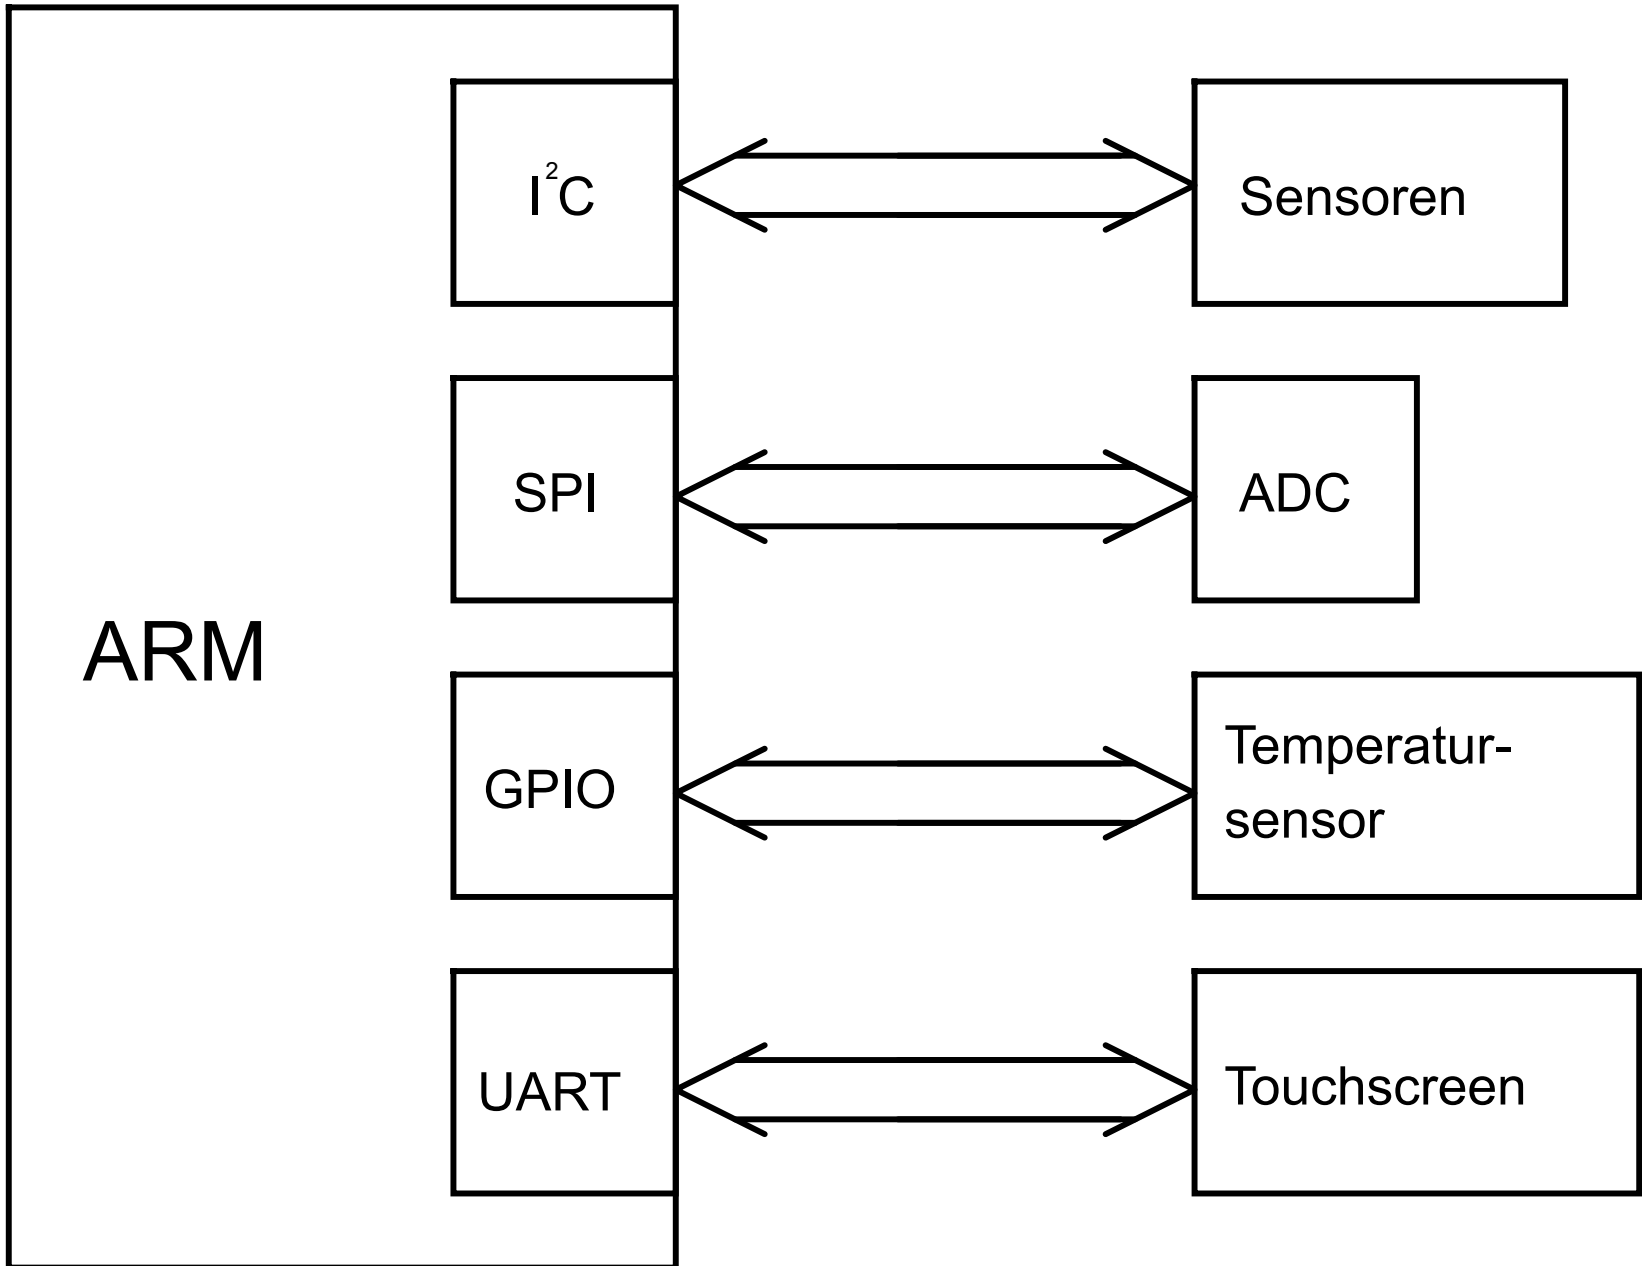 I²C
Sensoren
SPI
ADC
ARM
GPIO
Temperatur-
sensor
UART
Touchscreen